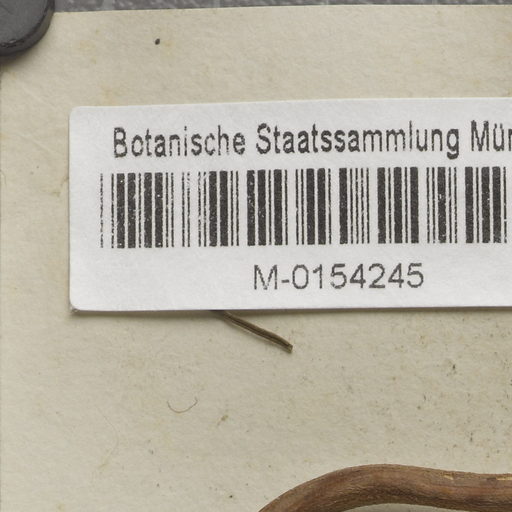 Botanische Staatssammlung Mün
M-0154245